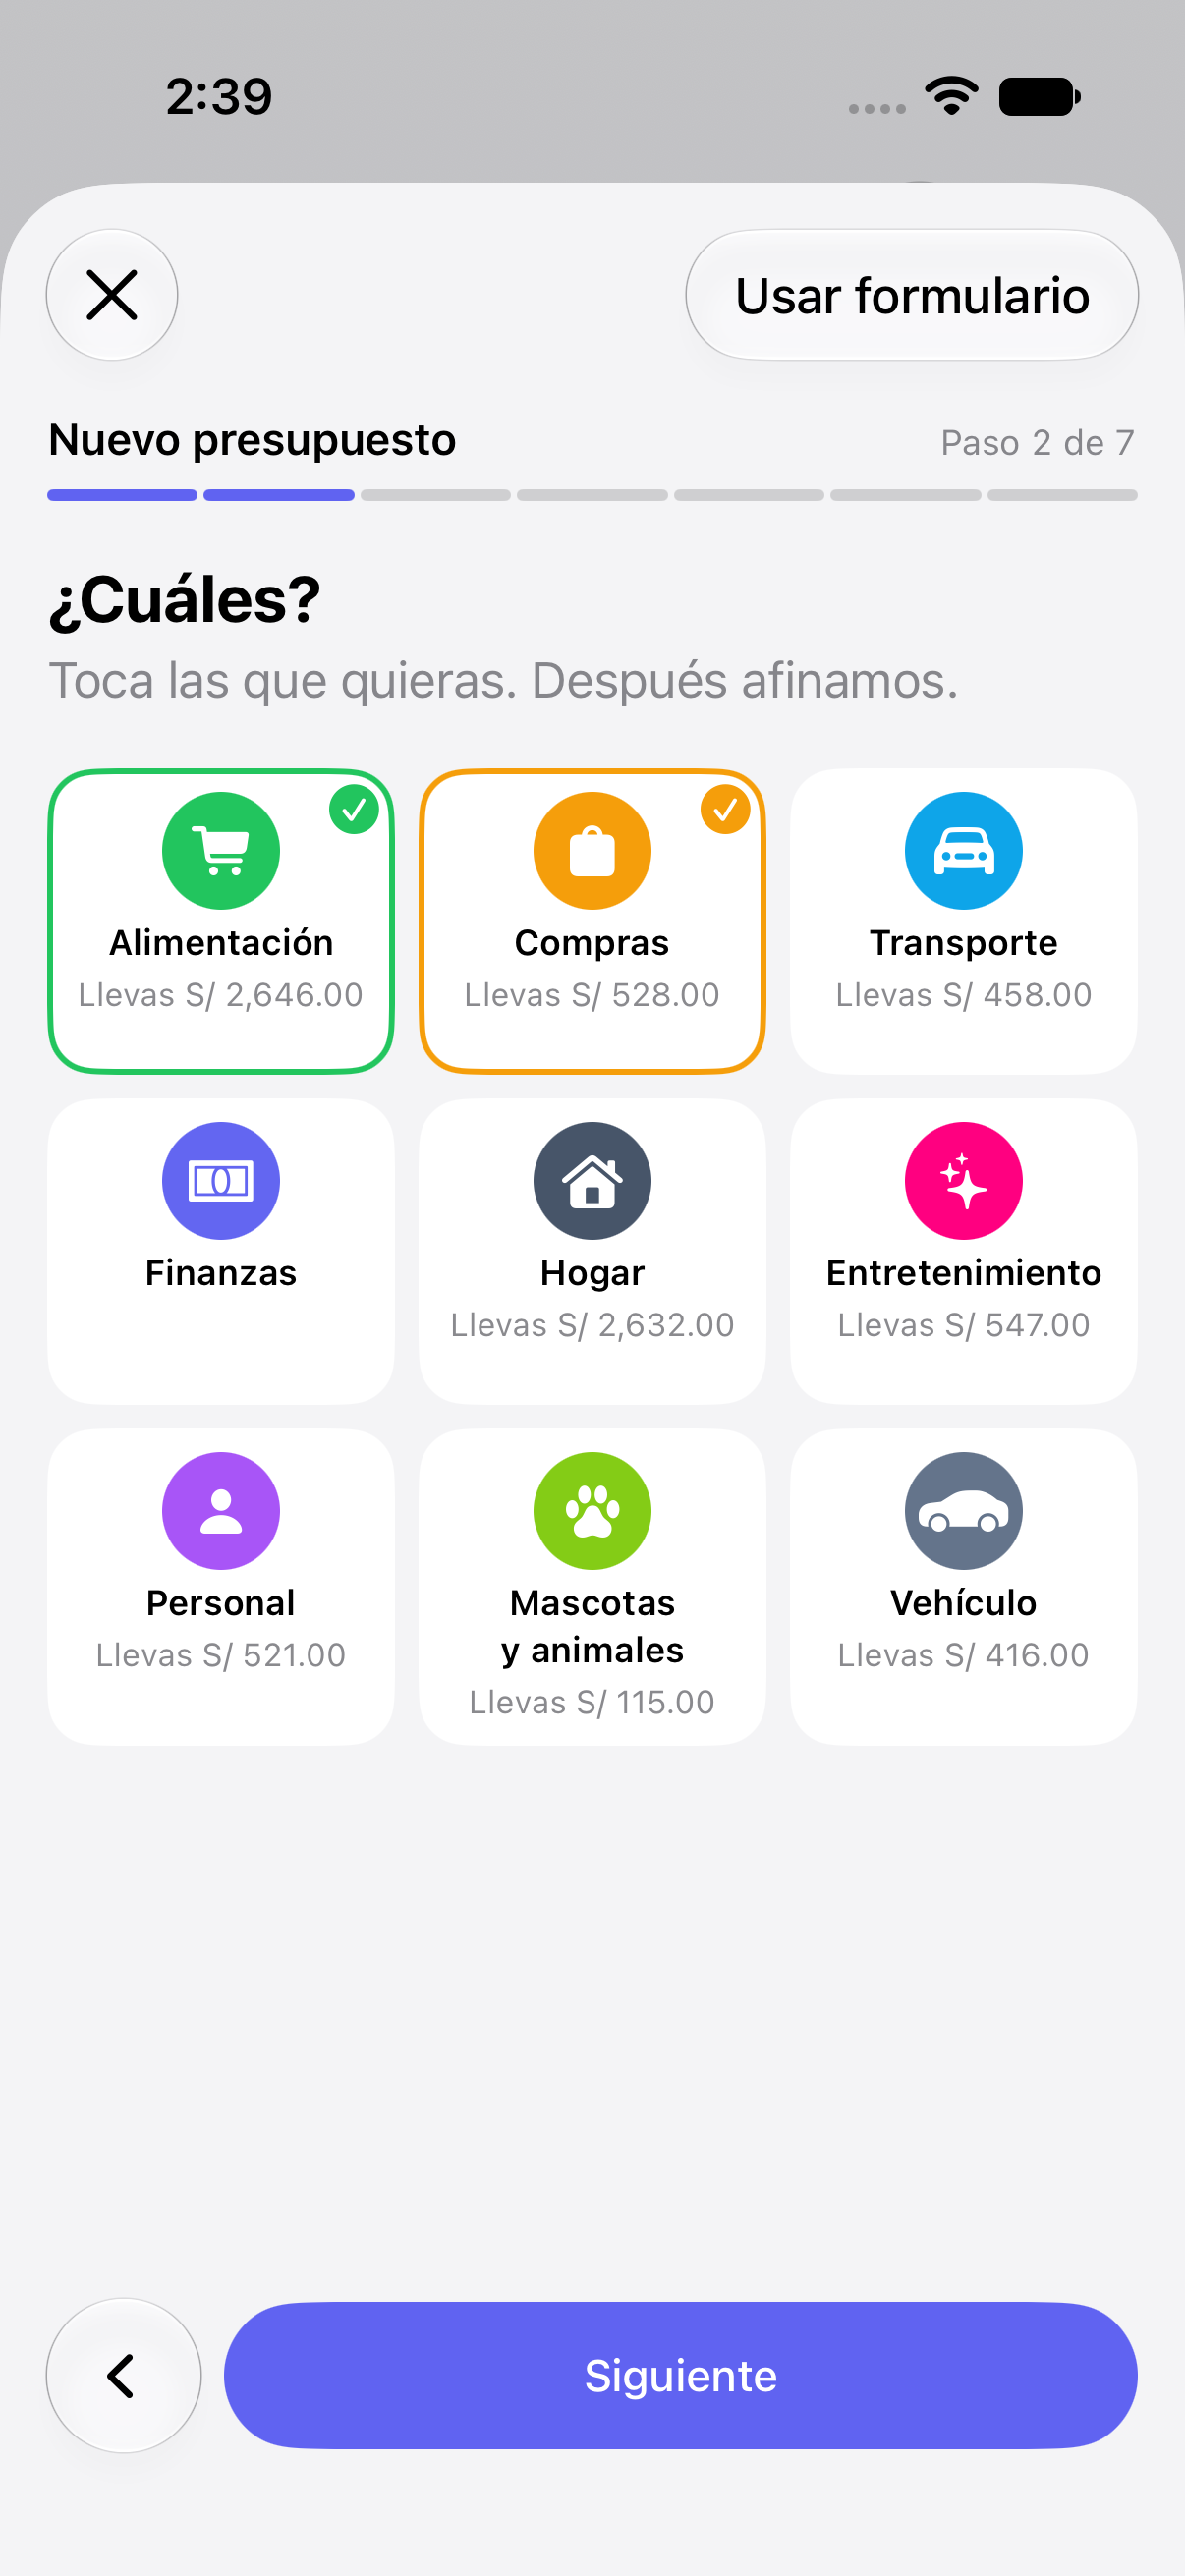 2:39
Usar formulario
Nuevo presupuesto
Paso 2 de 7
¿Cuáles?
Toca las que quieras. Después afinamos.
Alimentación
Llevas S/ 2,646.00
Compras
Llevas S/ 528.00
Transporte
Llevas S/ 458.00
Finanzas
Hogar
Llevas S/ 2,632.00
Entretenimiento
Llevas S/ 547.00
Personal
Llevas S/ 521.00
Mascotas
y animales
Llevas S/ 115.00
Vehículo
Llevas S/ 416.00
Siguiente